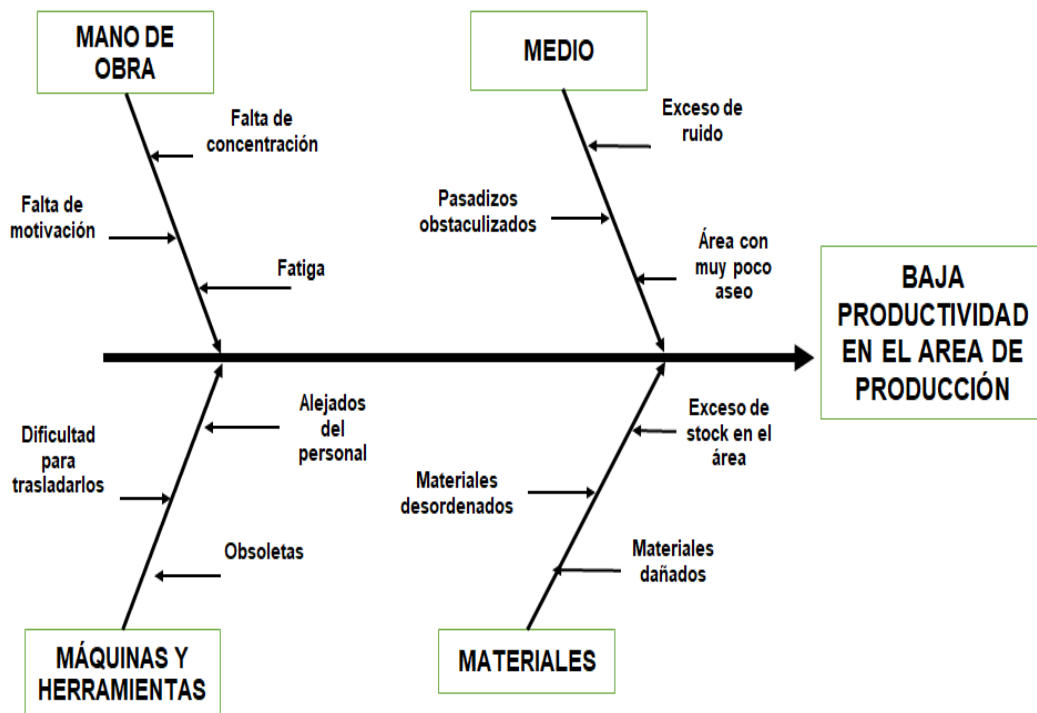 MANO DE
OBRA
MEDIO
Falta de
concentración
Falta de
motivación
Fatiga
Exceso de
ruido
Pasadizos
obstaculizados
Área con
muy poco
aseo
BAJA
PRODUCTIVIDAD
EN EL AREA DE
PRODUCCIÓN
Alejados
del
personal
Dificultad
para
trasladarlos
Obsoletas
Exceso de
stock en el
área
Materiales
desordenados
Materiales
dañados
MÁQUINAS Y
HERRAMIENTAS
MATERIALES